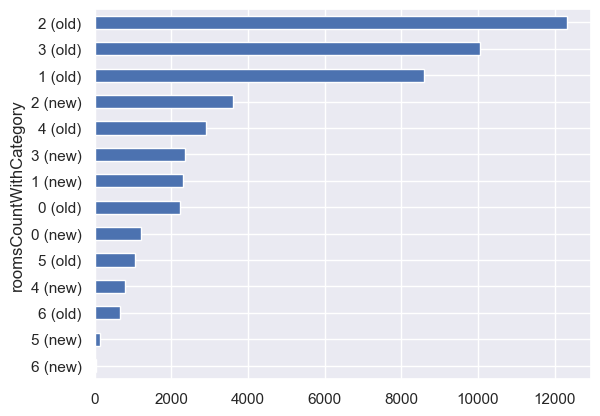 roomsCountWithCategory
2 (old)
3 (old)
1 (old)
2 (new)
4 (old)
3 (new)
1 (new)
0 (old)
0 (new)
5 (old)
4 (new)
6 (old)
5 (new)
6 (new)
0 2000 4000 6000 8000 10000 12000